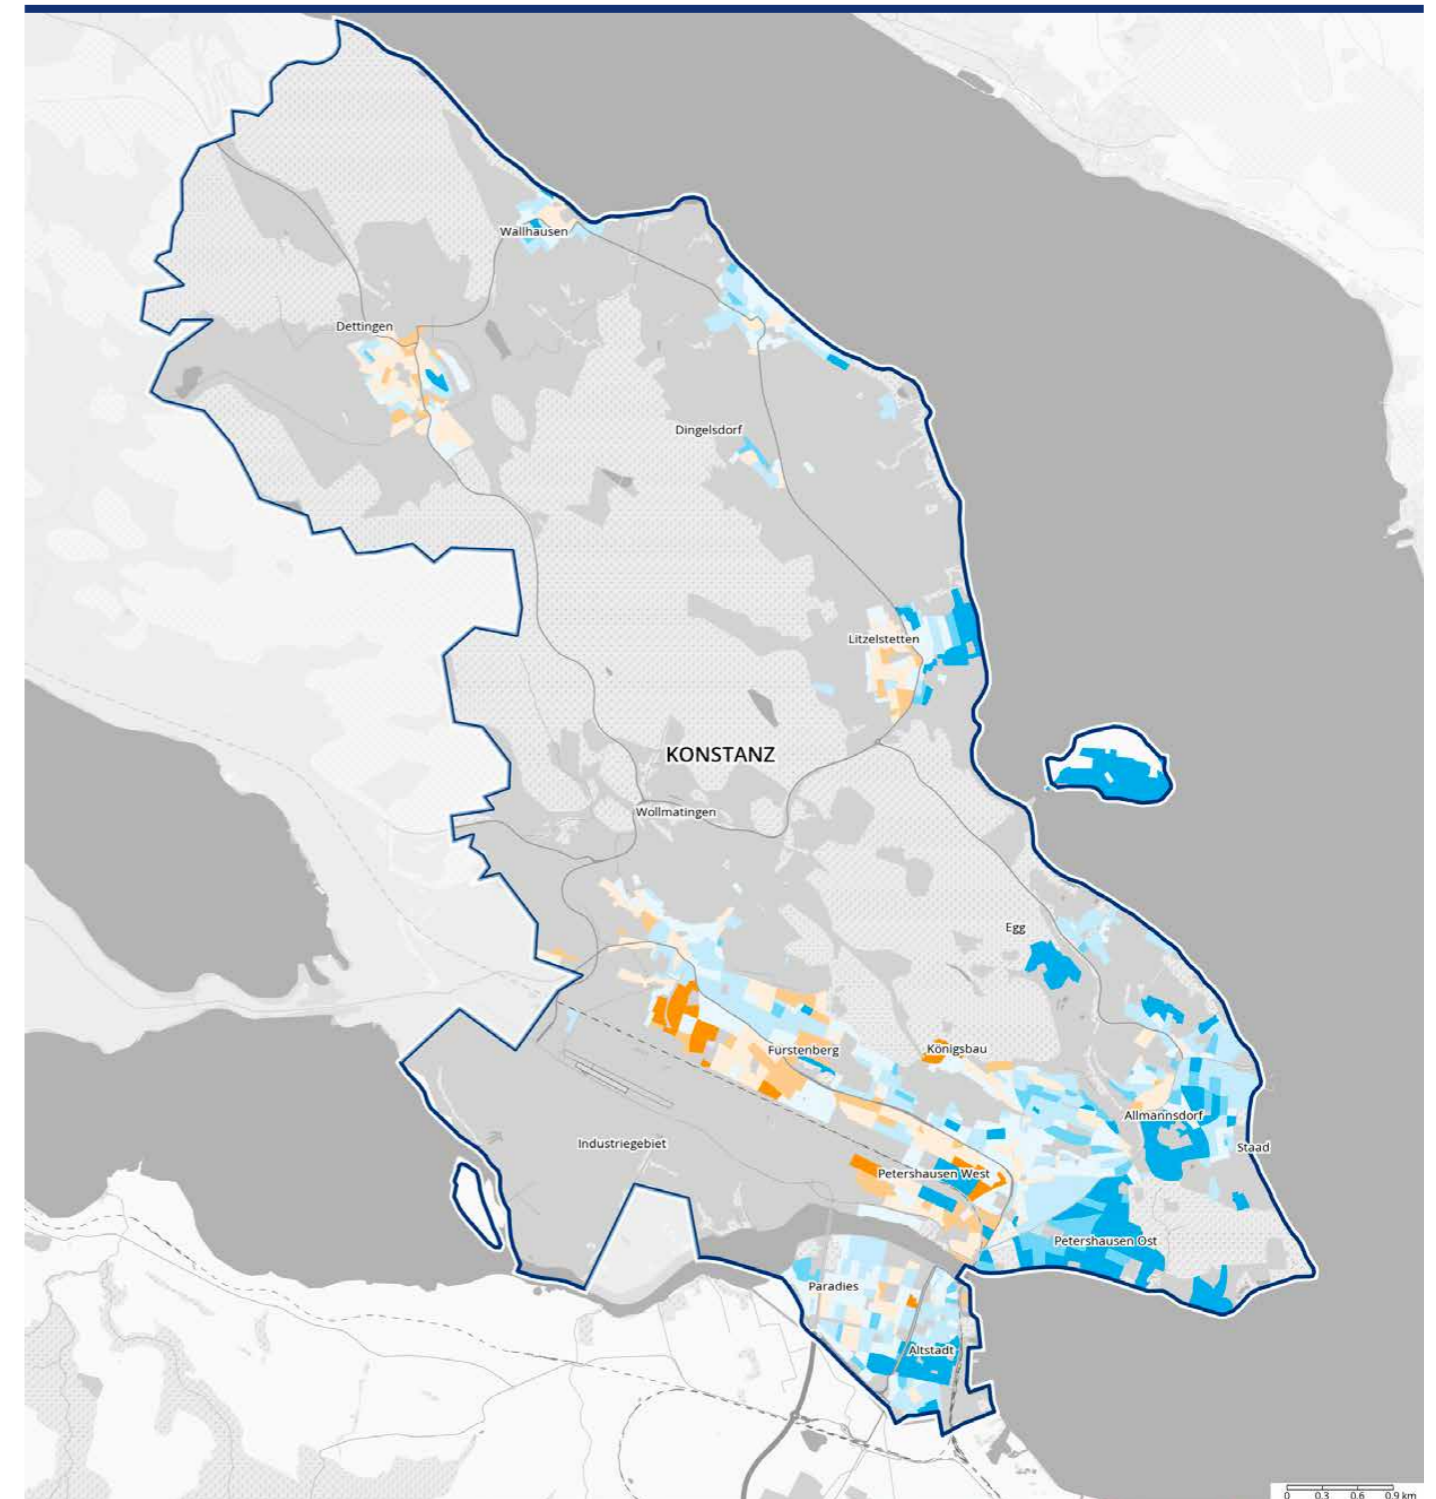 Wallhausen
Dettingen
Dingelsdorf
Litzelstetten
KONSTANZ
Wollmatingen
Egg
Fürstenberg
Königsbau
Allmannsdorf
Staad
Industriegebiet
Petershausen West
Petershausen Ost
Paradies
Altstadt
0 0.3 0.6 0.9 km